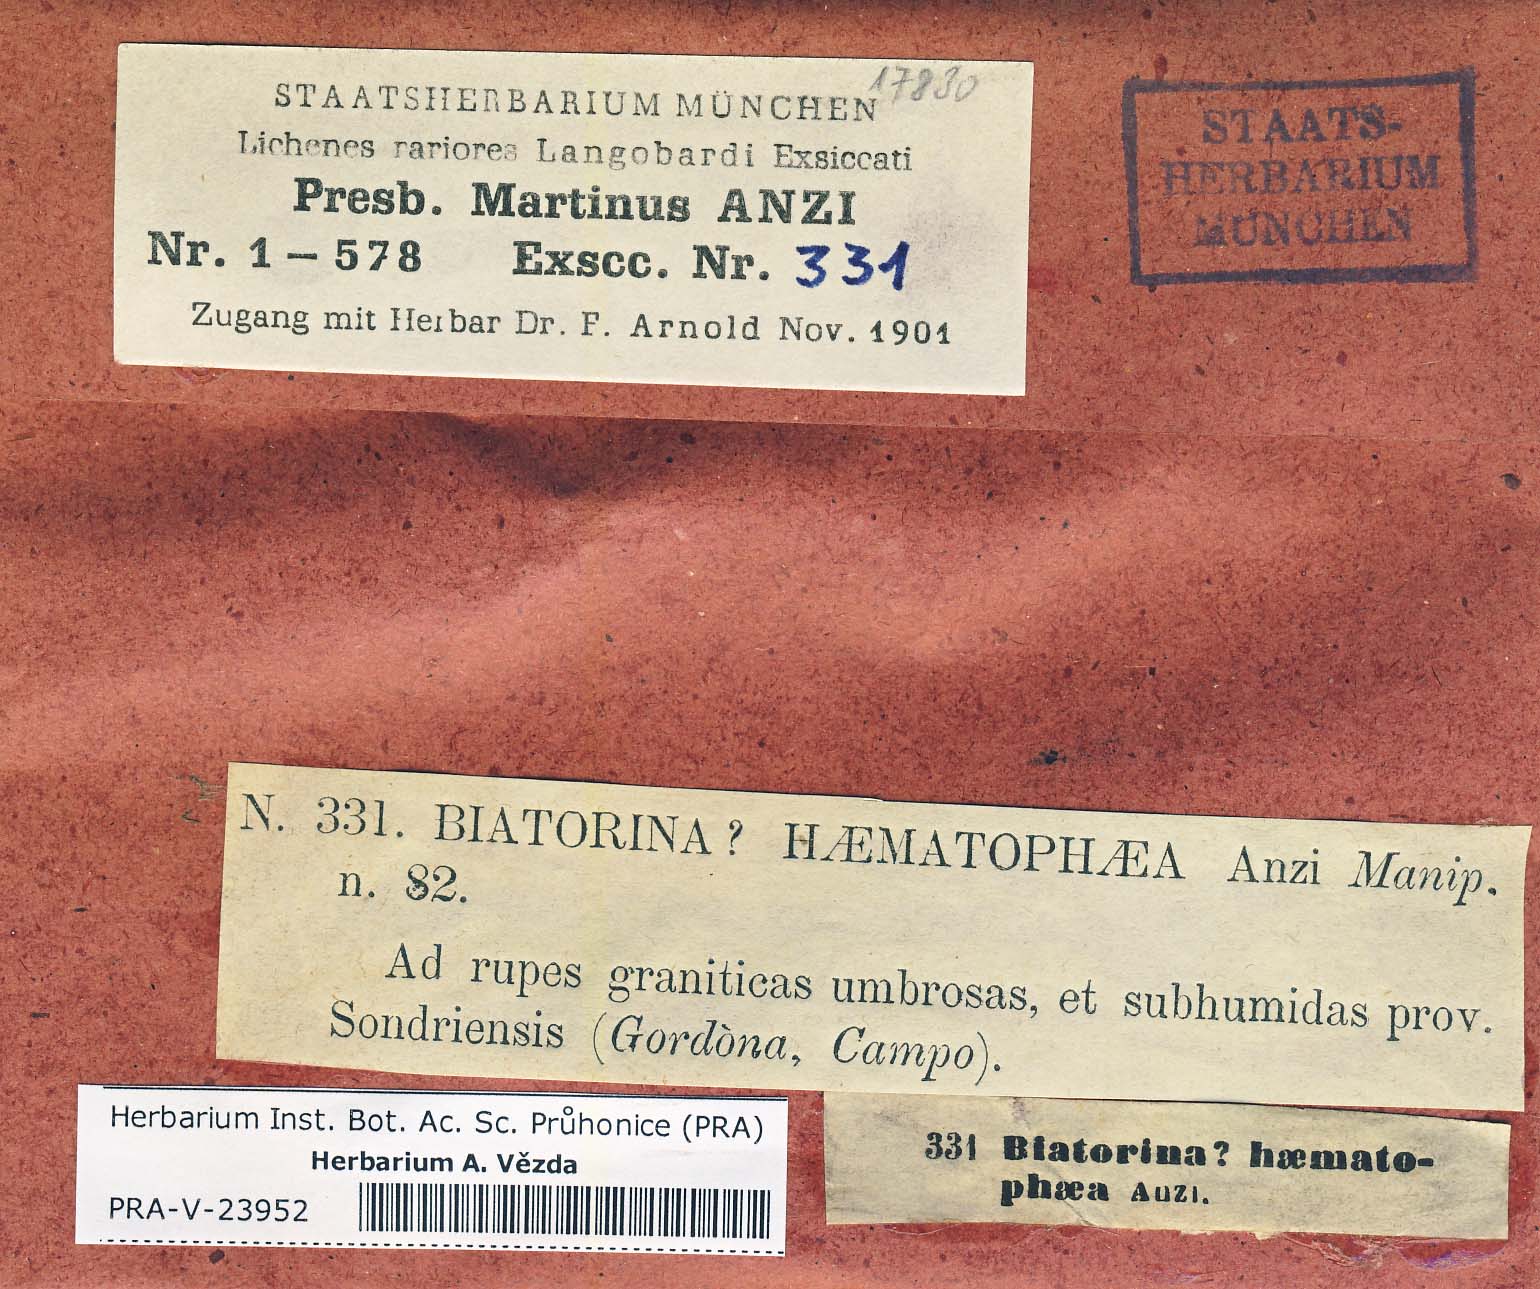 17830
STAATSHERBARIUM MÜNCHEN
Lichenes rariores Langobardi Exsiccati
Presb. Martinus ANZI
Nr. 1 – 578 Exscc. Nr. 331
Zugang mit Herbar Dr. F. Arnold Nov. 1901
STAATS-
HERBARIUM
MÜNCHEN
N. 331. BIATORINA? HÆMATOPHÆA Anzi Manip.
n. 82.
Ad rupes graniticas umbrosas, et subhumidas prov.
Sondriensis (Gordòna, Campo).
Herbarium Inst. Bot. Ac. Sc. Průhonice (PRA)
Herbarium A. Vězda
PRA-V-23952
331 Biatorina? hæmato-
phæa Anzi.